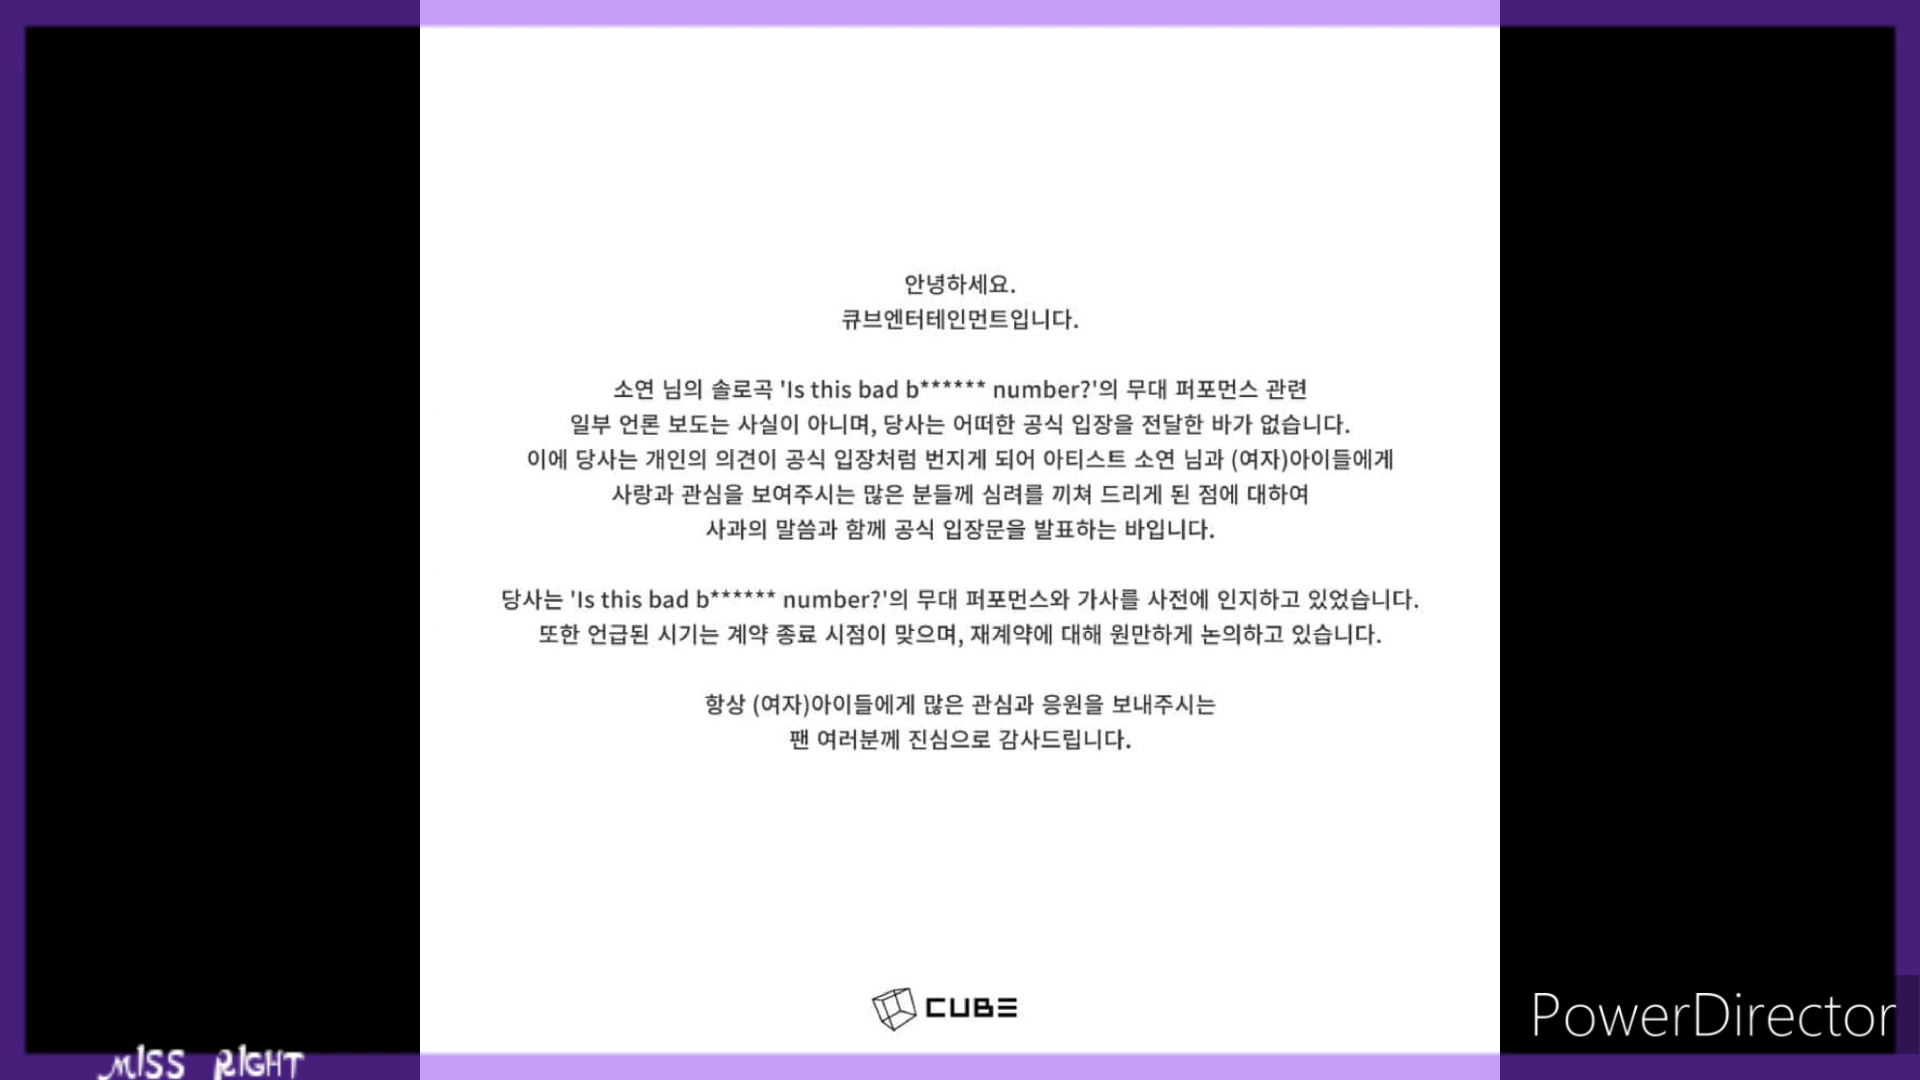 안녕하세요.
큐브엔터테인먼트입니다.
소연 님의 솔로곡 'Is this bad b****** number?'의 무대 퍼포먼스 관련
일부 언론 보도는 사실이 아니며, 당사는 어떠한 공식 입장을 전달한 바가 없습니다.
이에 당사는 개인의 의견이 공식 입장처럼 번지게 되어 아티스트 소연 님과 (여자)아이들에게
사랑과 관심을 보여주시는 많은 분들께 심려를 끼쳐 드리게 된 점에 대하여
사과의 말씀과 함께 공식 입장문을 발표하는 바입니다.
당사는 'Is this bad b****** number?'의 무대 퍼포먼스와 가사를 사전에 인지하고 있었습니다.
또한 언급된 시기는 계약 종료 시점이 맞으며, 재계약에 대해 원만하게 논의하고 있습니다.
항상 (여자)아이들에게 많은 관심과 응원을 보내주시는
팬 여러분께 진심으로 감사드립니다.
CUBE
PowerDirector
MISS RIGHT